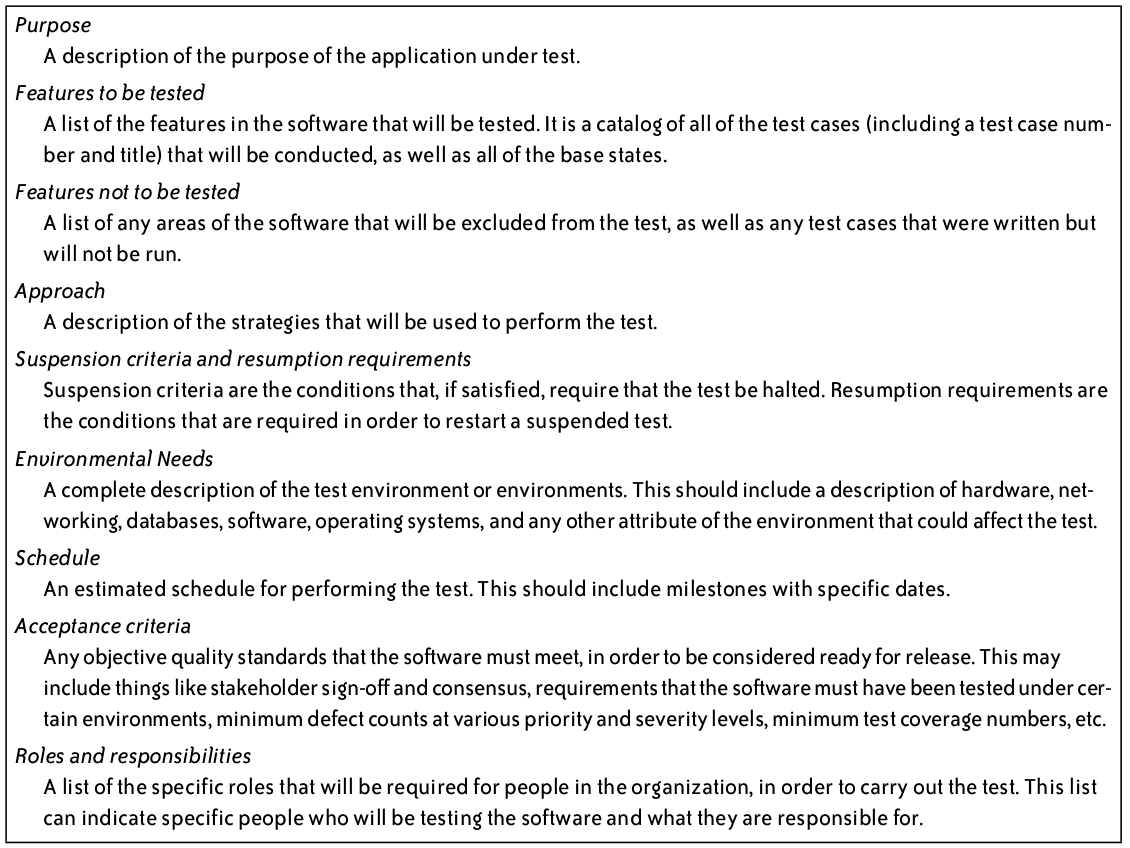 Purpose
A description of the purpose of the application under test.
Features to be tested
A list of the features in the software that will be tested. It is a catalog of all of the test cases (including a test case num-
ber and title) that will be conducted, as well as all of the base states.
Features not to be tested
A list of any areas of the software that will be excluded from the test, as well as any test cases that were written but
will not be run.
Approach
A description of the strategies that will be used to perform the test.
Suspension criteria and resumption requirements
Suspension criteria are the conditions that, if satisfied, require that the test be halted. Resumption requirements are
the conditions that are required in order to restart a suspended test.
Environmental Needs
A complete description of the test environment or environments. This should include a description of hardware, net-
working, databases, software, operating systems, and any other attribute of the environment that could affect the test.
Schedule
An estimated schedule for performing the test. This should include milestones with specific dates.
Acceptance criteria
Any objective quality standards that the software must meet, in order to be considered ready for release. This may
include things like stakeholder sign-off and consensus, requirements that the software must have been tested under cer-
tain environments, minimum defect counts at various priority and severity levels, minimum test coverage numbers, etc.
Roles and responsibilities
A list of the specific roles that will be required for people in the organization, in order to carry out the test. This list
can indicate specific people who will be testing the software and what they are responsible for.